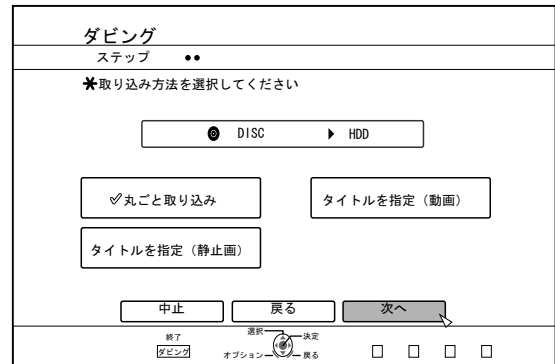 ダビング
ステップ ●●
✱取り込み方法を選択してください
DISC ▶ HDD
✓丸ごと取り込み
タイトルを指定（動画）
タイトルを指定（静止画）
中止
戻る
次へ
終了
ダビング
選択
決定
オプション
戻る